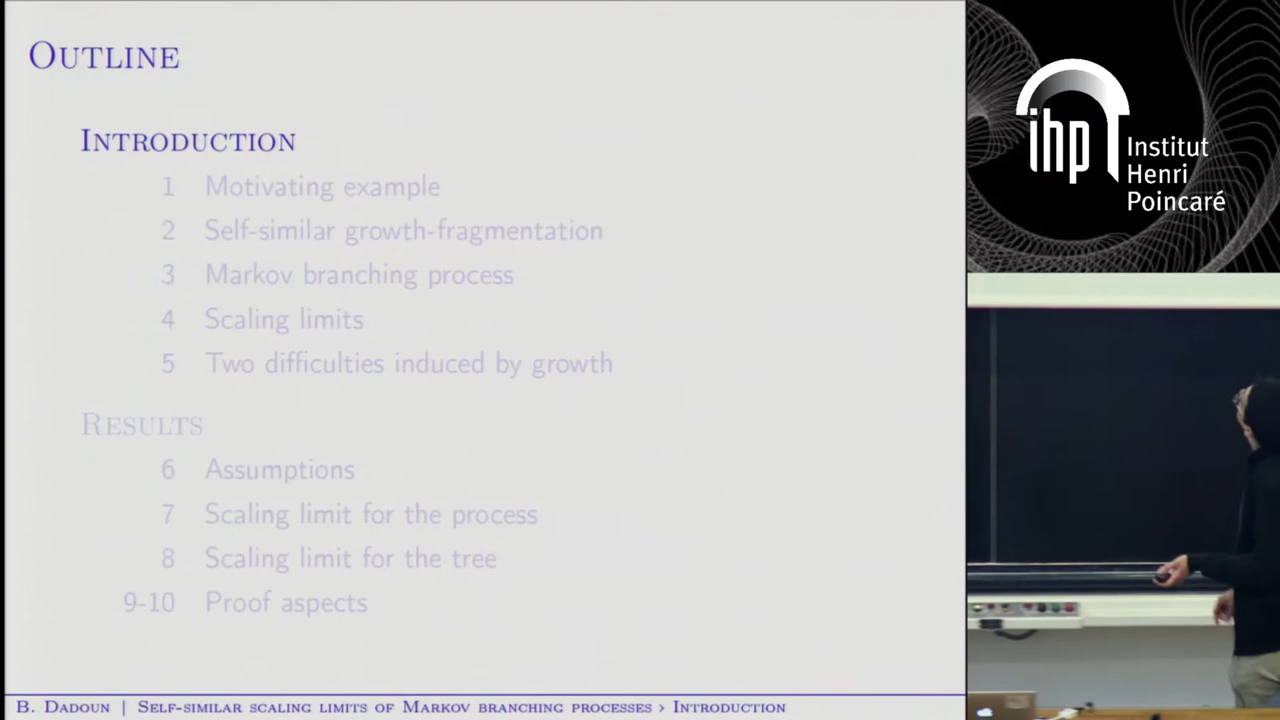 OUTLINE
INTRODUCTION
1 Motivating example
2 Self-similar growth-fragmentation
3 Markov branching process
4 Scaling limits
5 Two difficulties induced by growth
RESULTS
6 Assumptions
7 Scaling limit for the process
8 Scaling limit for the tree
9-10 Proof aspects
B. DADOUN | SELF-SIMILAR SCALING LIMITS OF MARKOV BRANCHING PROCESSES › INTRODUCTION
ihp
Institut
Henri
Poincaré